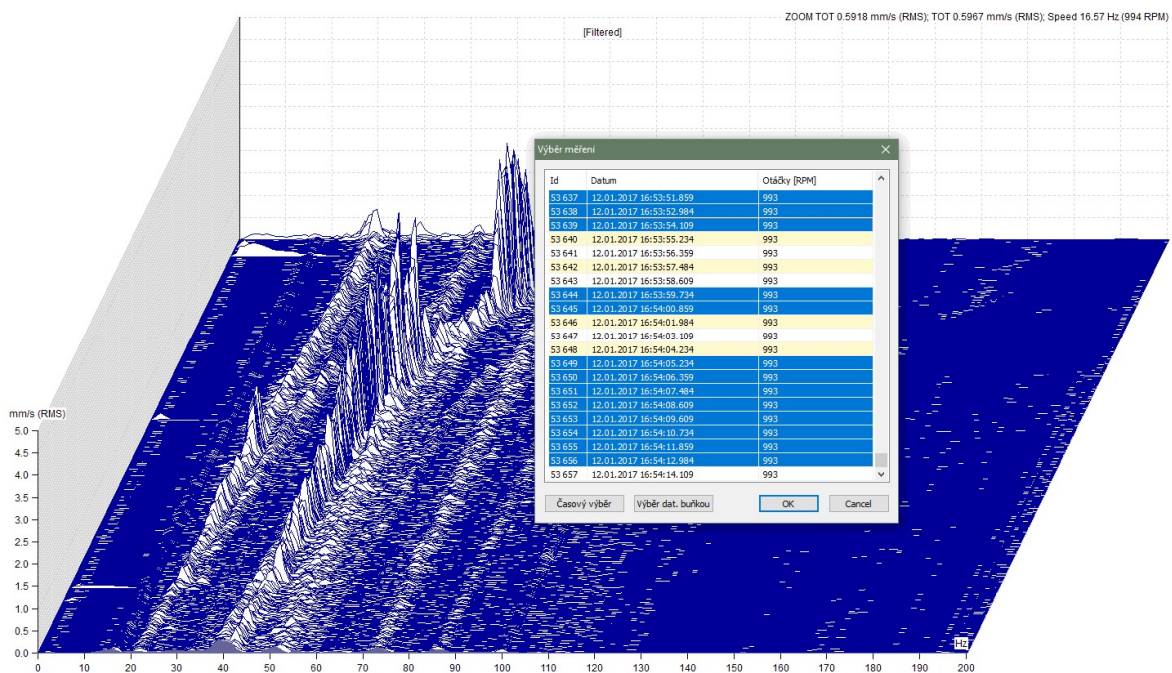 ZOOM TOT 0.5918 mm/s (RMS); TOT 0.5967 mm/s (RMS); Speed 16.57 Hz (994 RPM)
[Filtered]
Výběr měření
Id Datum Otáčky [RPM]
53 637 12.01.2017 16:53:51.859 993
53 638 12.01.2017 16:53:52.984 993
53 639 12.01.2017 16:53:54.109 993
53 640 12.01.2017 16:53:55.234 993
53 641 12.01.2017 16:53:56.359 993
53 642 12.01.2017 16:53:57.484 993
53 643 12.01.2017 16:53:58.609 993
53 644 12.01.2017 16:53:59.734 993
53 645 12.01.2017 16:54:00.859 993
53 646 12.01.2017 16:54:01.984 993
53 647 12.01.2017 16:54:03.109 993
53 648 12.01.2017 16:54:04.234 993
53 649 12.01.2017 16:54:05.234 993
53 650 12.01.2017 16:54:06.359 993
53 651 12.01.2017 16:54:07.484 993
53 652 12.01.2017 16:54:08.609 993
53 653 12.01.2017 16:54:09.609 993
53 654 12.01.2017 16:54:10.734 993
53 655 12.01.2017 16:54:11.859 993
53 656 12.01.2017 16:54:12.984 993
53 657 12.01.2017 16:54:14.109 993
Časový výběr Výběr dat. buňkou OK Cancel
mm/s (RMS)
5.0
4.5
4.0
3.5
3.0
2.5
2.0
1.5
1.0
0.5
0.0
Hz
0 10 20 30 40 50 60 70 80 90 100 110 120 130 140 150 160 170 180 190 200